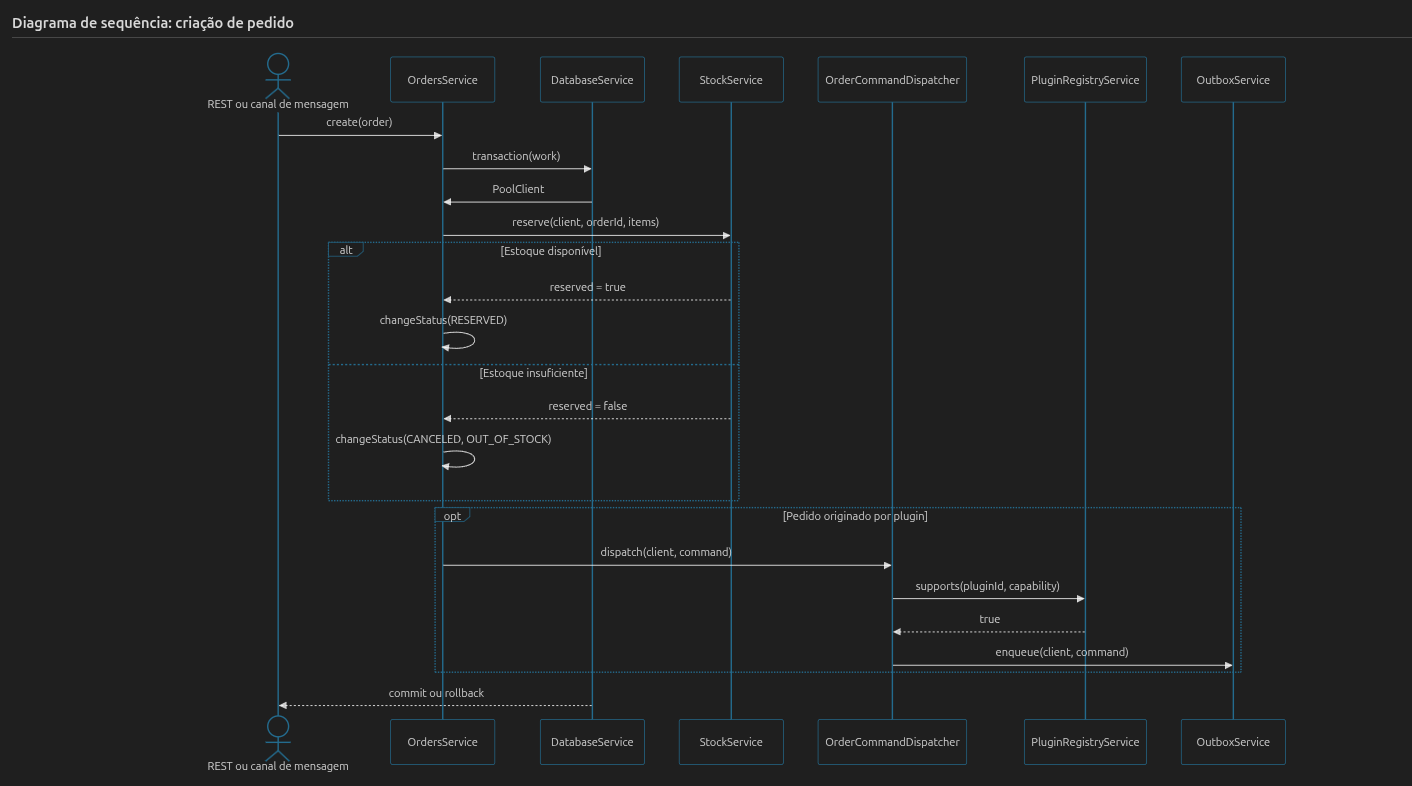 Diagrama de sequência: criação de pedido
REST ou canal de mensagem
OrdersService
DatabaseService
StockService
OrderCommandDispatcher
PluginRegistryService
OutboxService
create(order)
transaction(work)
PoolClient
reserve(client, orderId, items)
alt
[Estoque disponível]
reserved = true
changeStatus(RESERVED)
[Estoque insuficiente]
reserved = false
changeStatus(CANCELED, OUT_OF_STOCK)
opt
[Pedido originado por plugin]
dispatch(client, command)
supports(pluginId, capability)
true
enqueue(client, command)
commit ou rollback
REST ou canal de mensagem
OrdersService
DatabaseService
StockService
OrderCommandDispatcher
PluginRegistryService
OutboxService